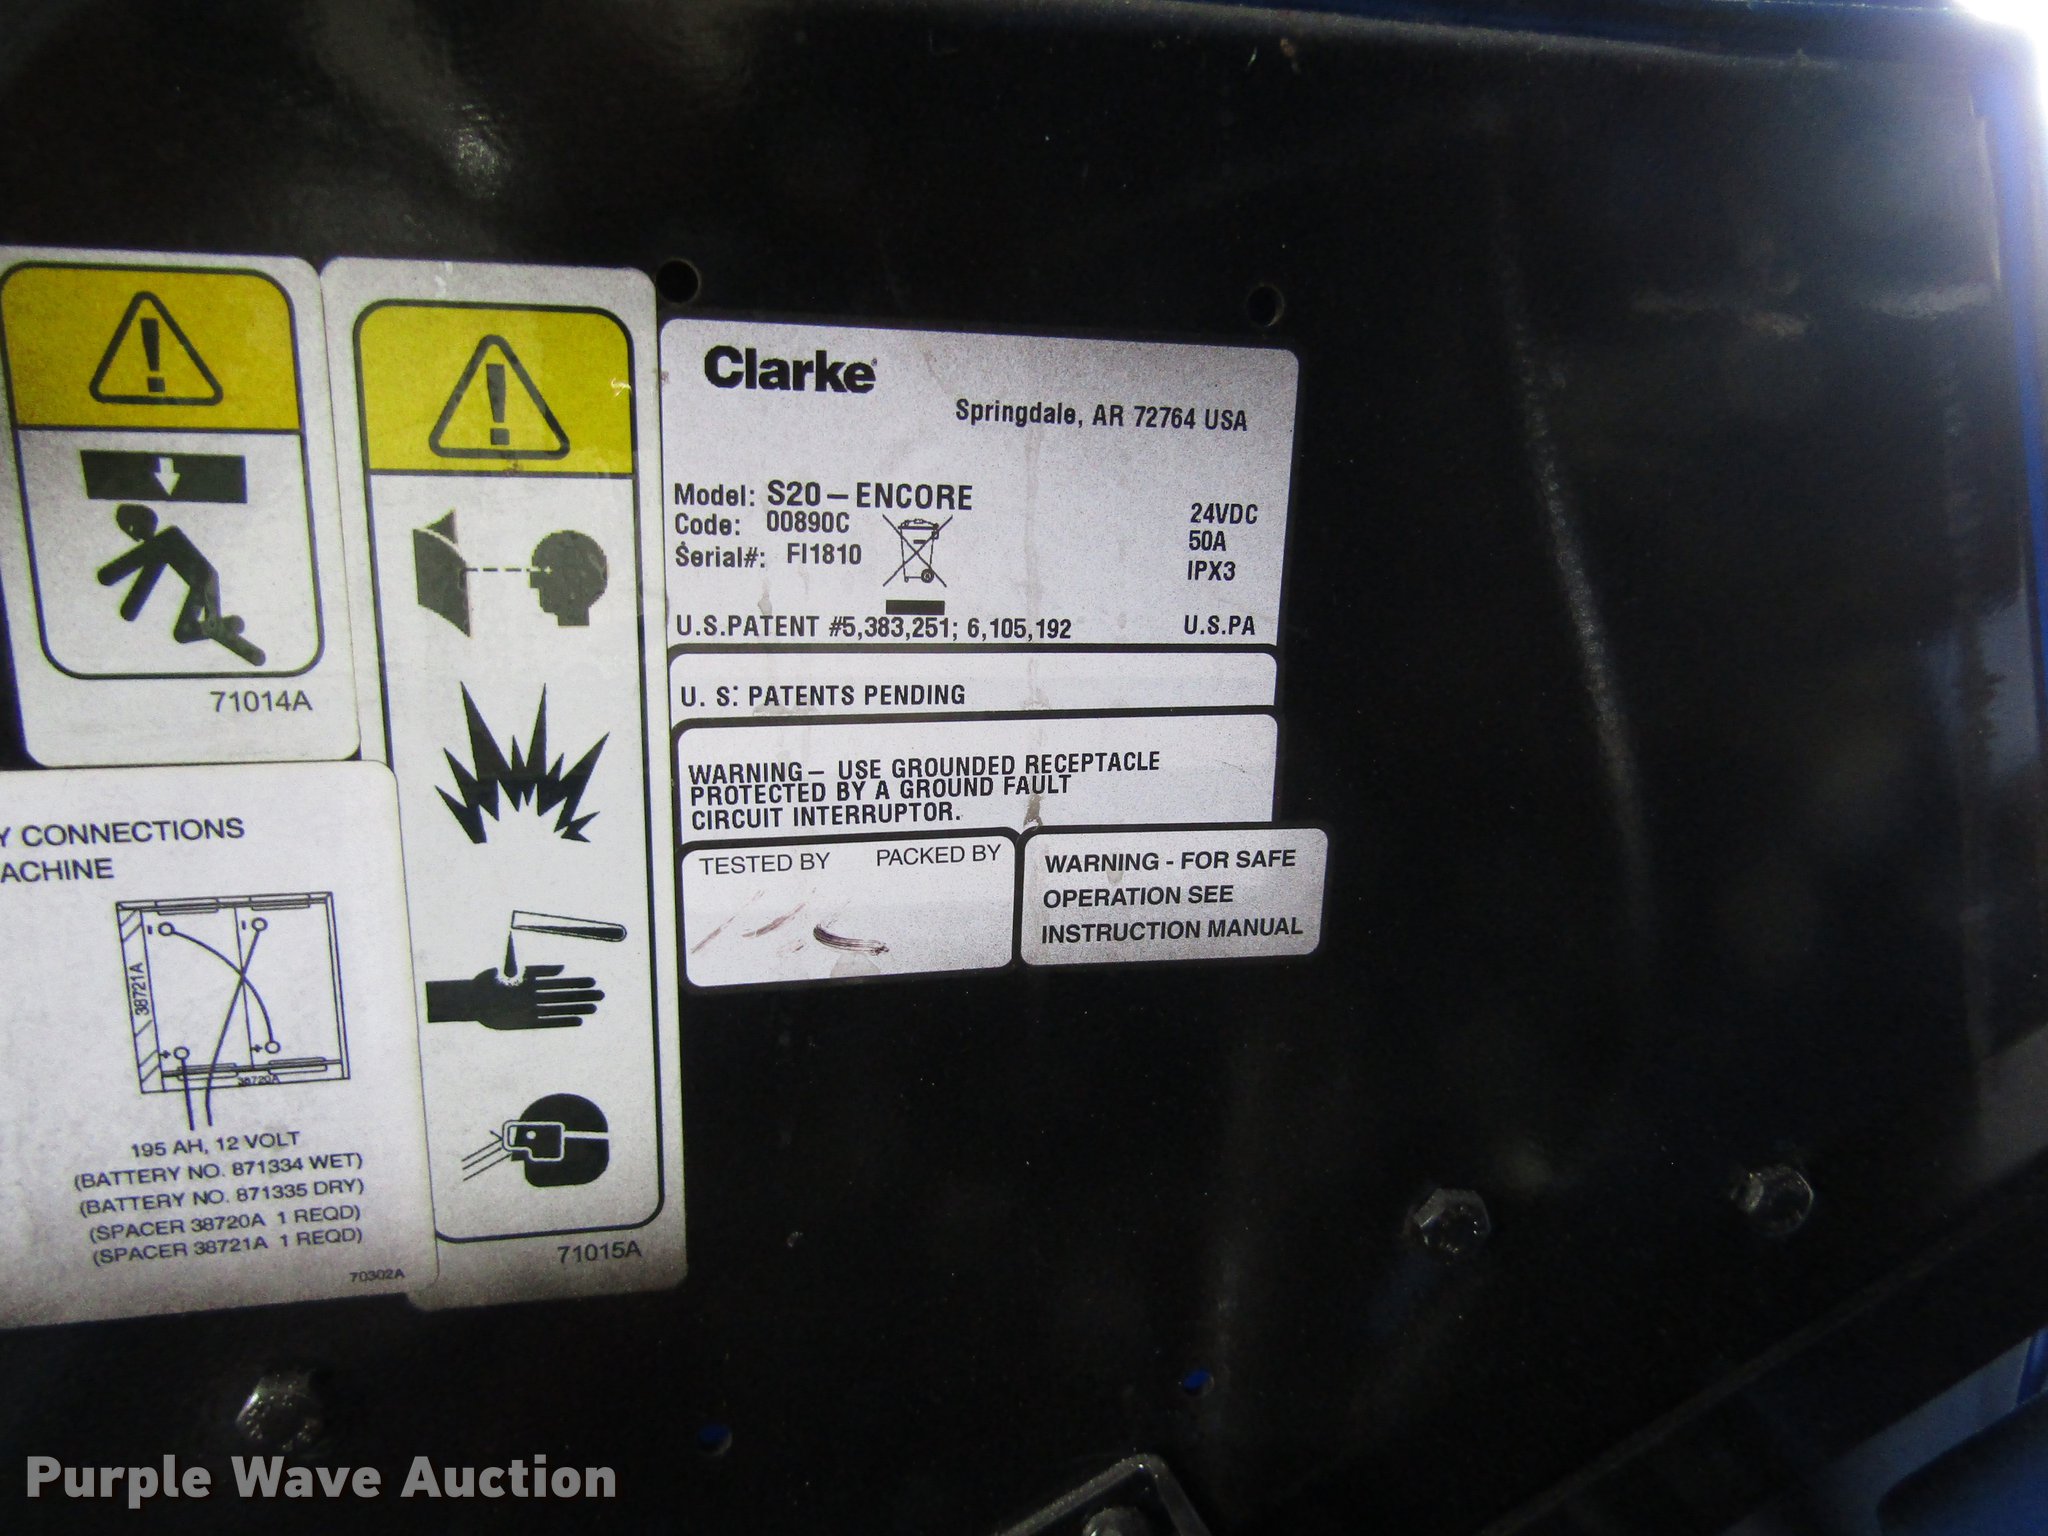 71014A
Y CONNECTIONS
ACHINE
38721A
38720A
195 AH, 12 VOLT
(BATTERY NO. 871334 WET)
(BATTERY NO. 871335 DRY)
(SPACER 38720A 1 REQD)
(SPACER 38721A 1 REQD)
70302A
71015A
Clarke
Springdale, AR 72764 USA
Model: S20-ENCORE
Code: 00890C
Serial#: FI1810
24VDC
50A
IPX3
U.S.PATENT #5,383,251; 6,105,192 U.S.PA
U. S. PATENTS PENDING
WARNING- USE GROUNDED RECEPTACLE
PROTECTED BY A GROUND FAULT
CIRCUIT INTERRUPTOR.
TESTED BY PACKED BY
WARNING - FOR SAFE
OPERATION SEE
INSTRUCTION MANUAL
Purple Wave Auction